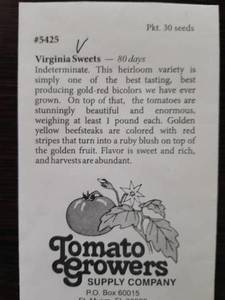 Pkt. 30 seeds
#5425
Virginia Sweets — 80 days
Indeterminate. This heirloom variety is
simply one of the best tasting, best
producing gold-red bicolors we have ever
grown. On top of that, the tomatoes are
stunningly beautiful and enormous,
weighing at least 1 pound each. Golden
yellow beefsteaks are colored with red
stripes that turn into a ruby blush on top of
the golden fruit. Flavor is sweet and rich,
and harvests are abundant.
Tomato
Growers
SUPPLY COMPANY
P.O. Box 60015